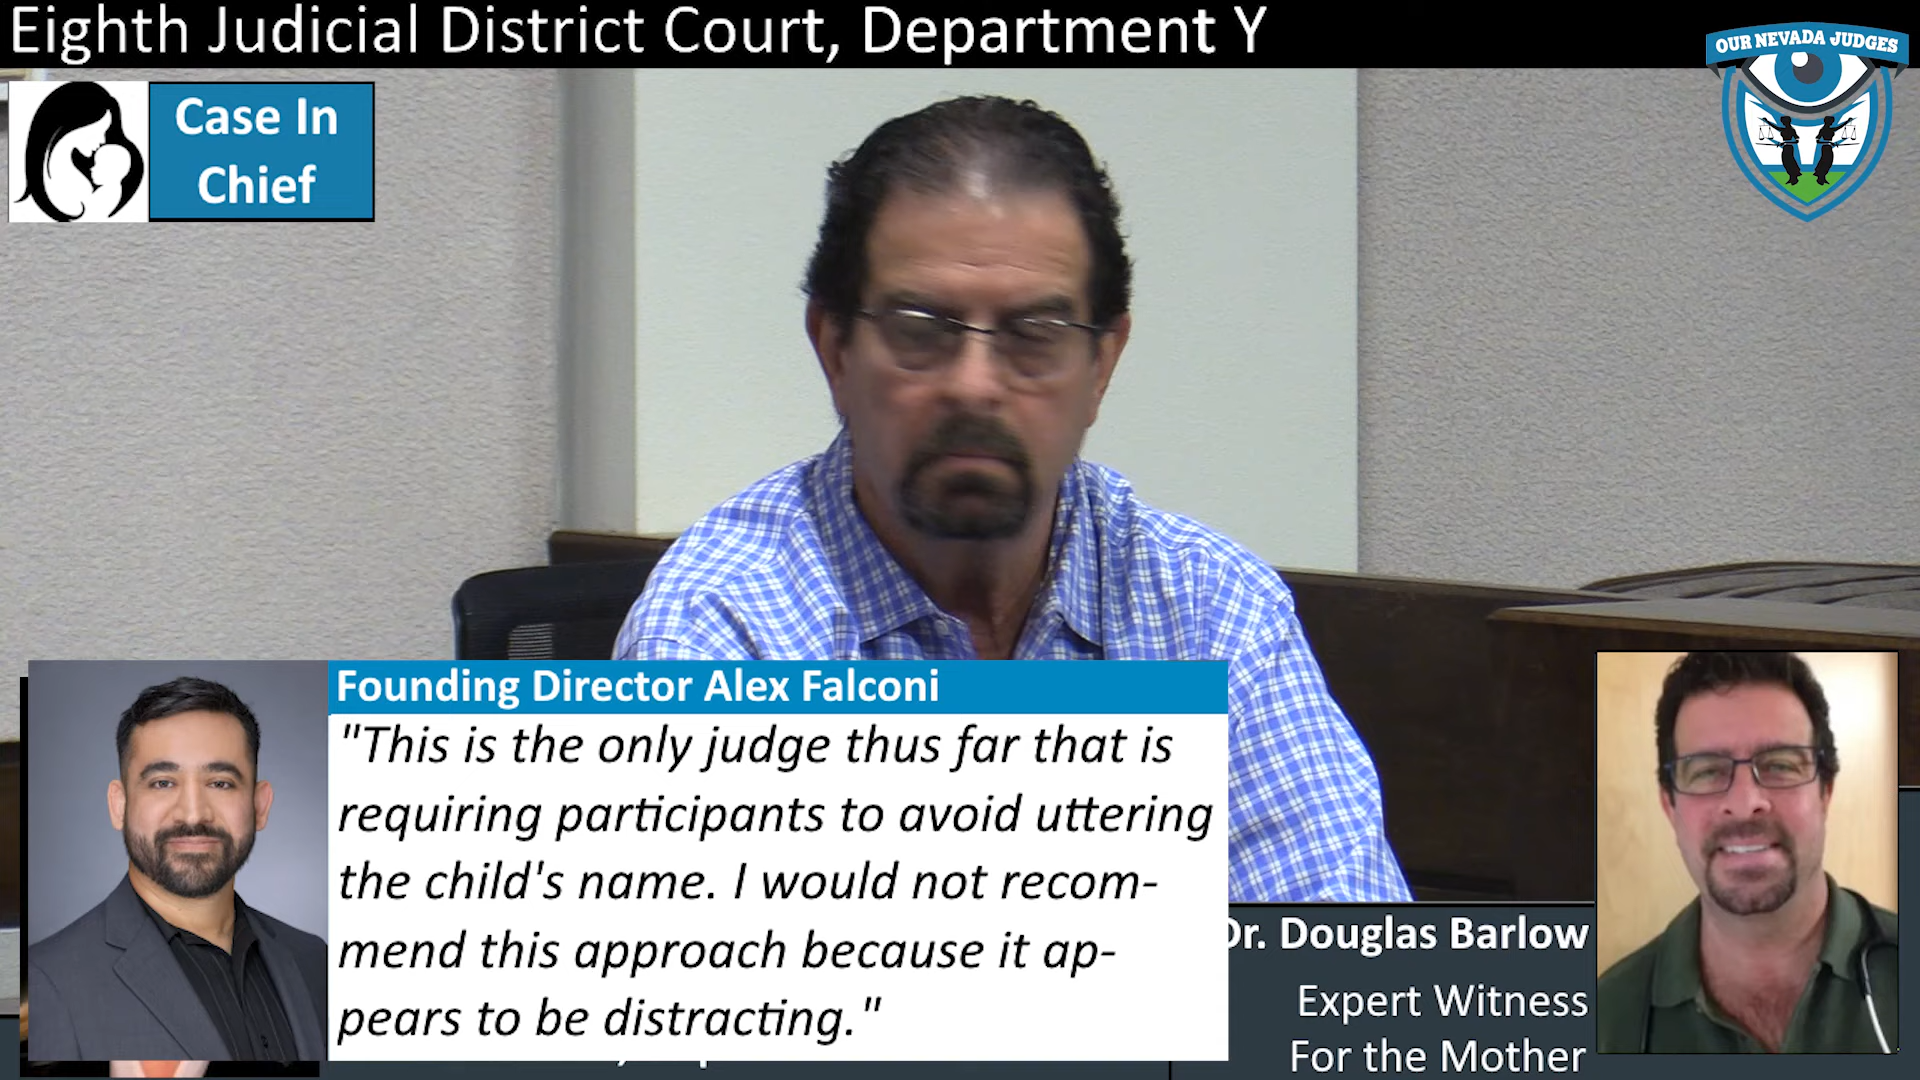 Eighth Judicial District Court, Department Y
OUR NEVADA JUDGES
Case In
Chief
Founding Director Alex Falconi
"This is the only judge thus far that is
requiring participants to avoid uttering
the child's name. I would not recom-
mend this approach because it ap-
pears to be distracting."
Dr. Douglas Barlow
Expert Witness
For the Mother